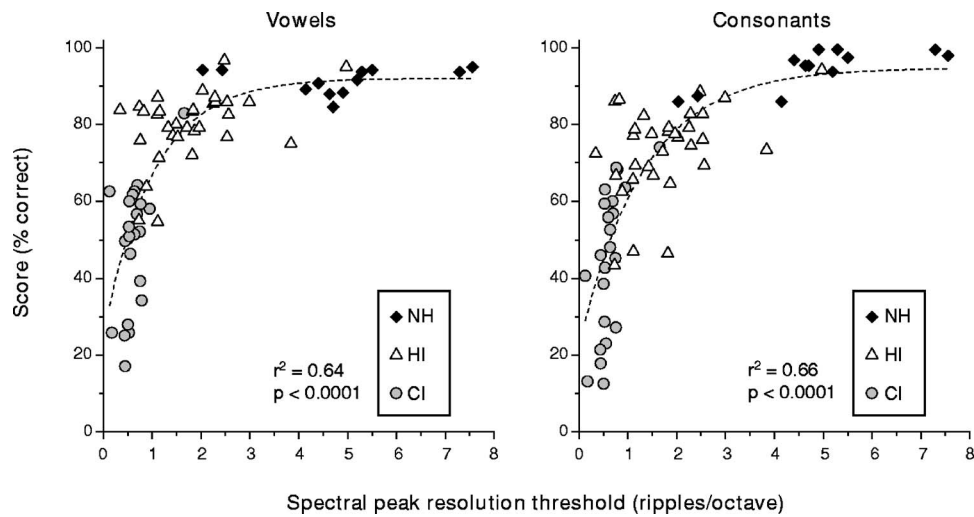 Vowels
Consonants
Score (% correct)
100
80
60
40
20
0
0 1 2 3 4 5 6 7 8
r² = 0.64
p < 0.0001
NH
HI
CI
100
80
60
40
20
0
0 1 2 3 4 5 6 7 8
r² = 0.66
p < 0.0001
NH
HI
CI
Spectral peak resolution threshold (ripples/octave)